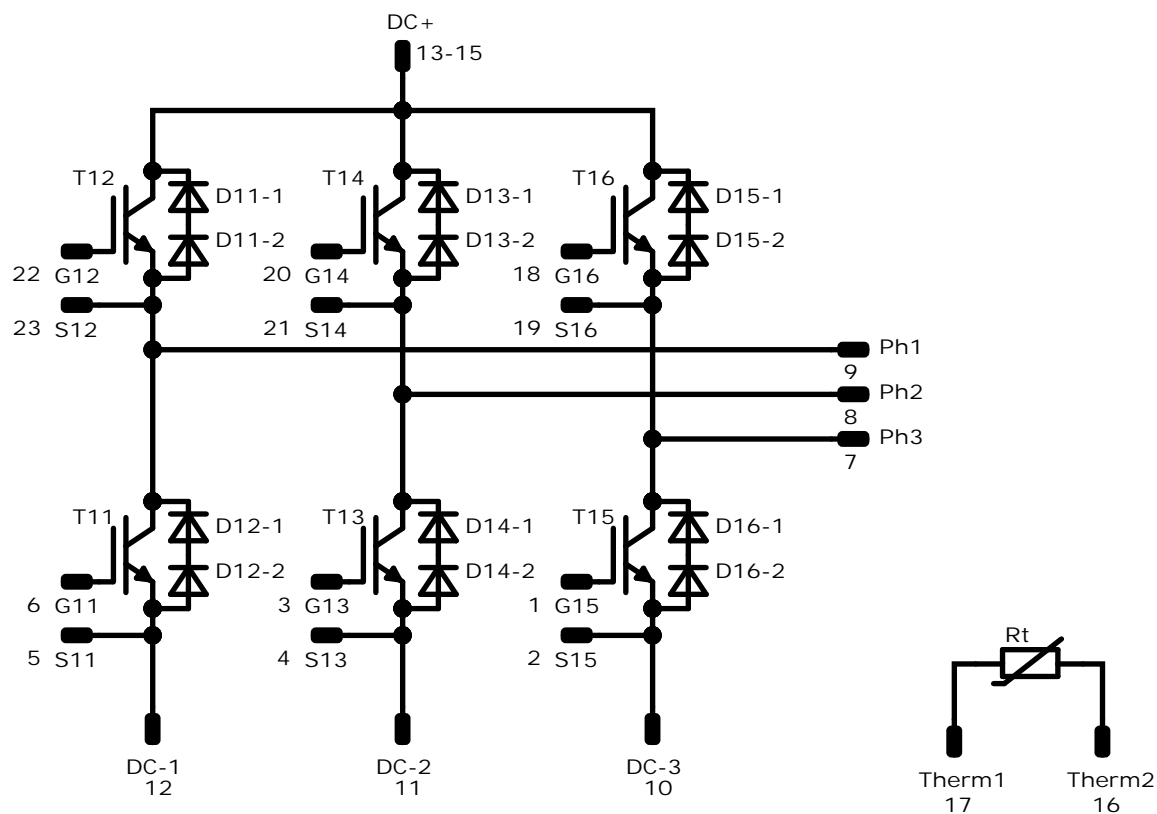 DC+
13-15
T12
D11-1
D11-2
22 G12
23 S12
T14
D13-1
D13-2
20 G14
21 S14
T16
D15-1
D15-2
18 G16
19 S16
Ph1
9
Ph2
8
Ph3
7
T11
D12-1
D12-2
6 G11
5 S11
T13
D14-1
D14-2
3 G13
4 S13
T15
D16-1
D16-2
1 G15
2 S15
DC-1
12
DC-2
11
DC-3
10
Rt
Therm1
17
Therm2
16